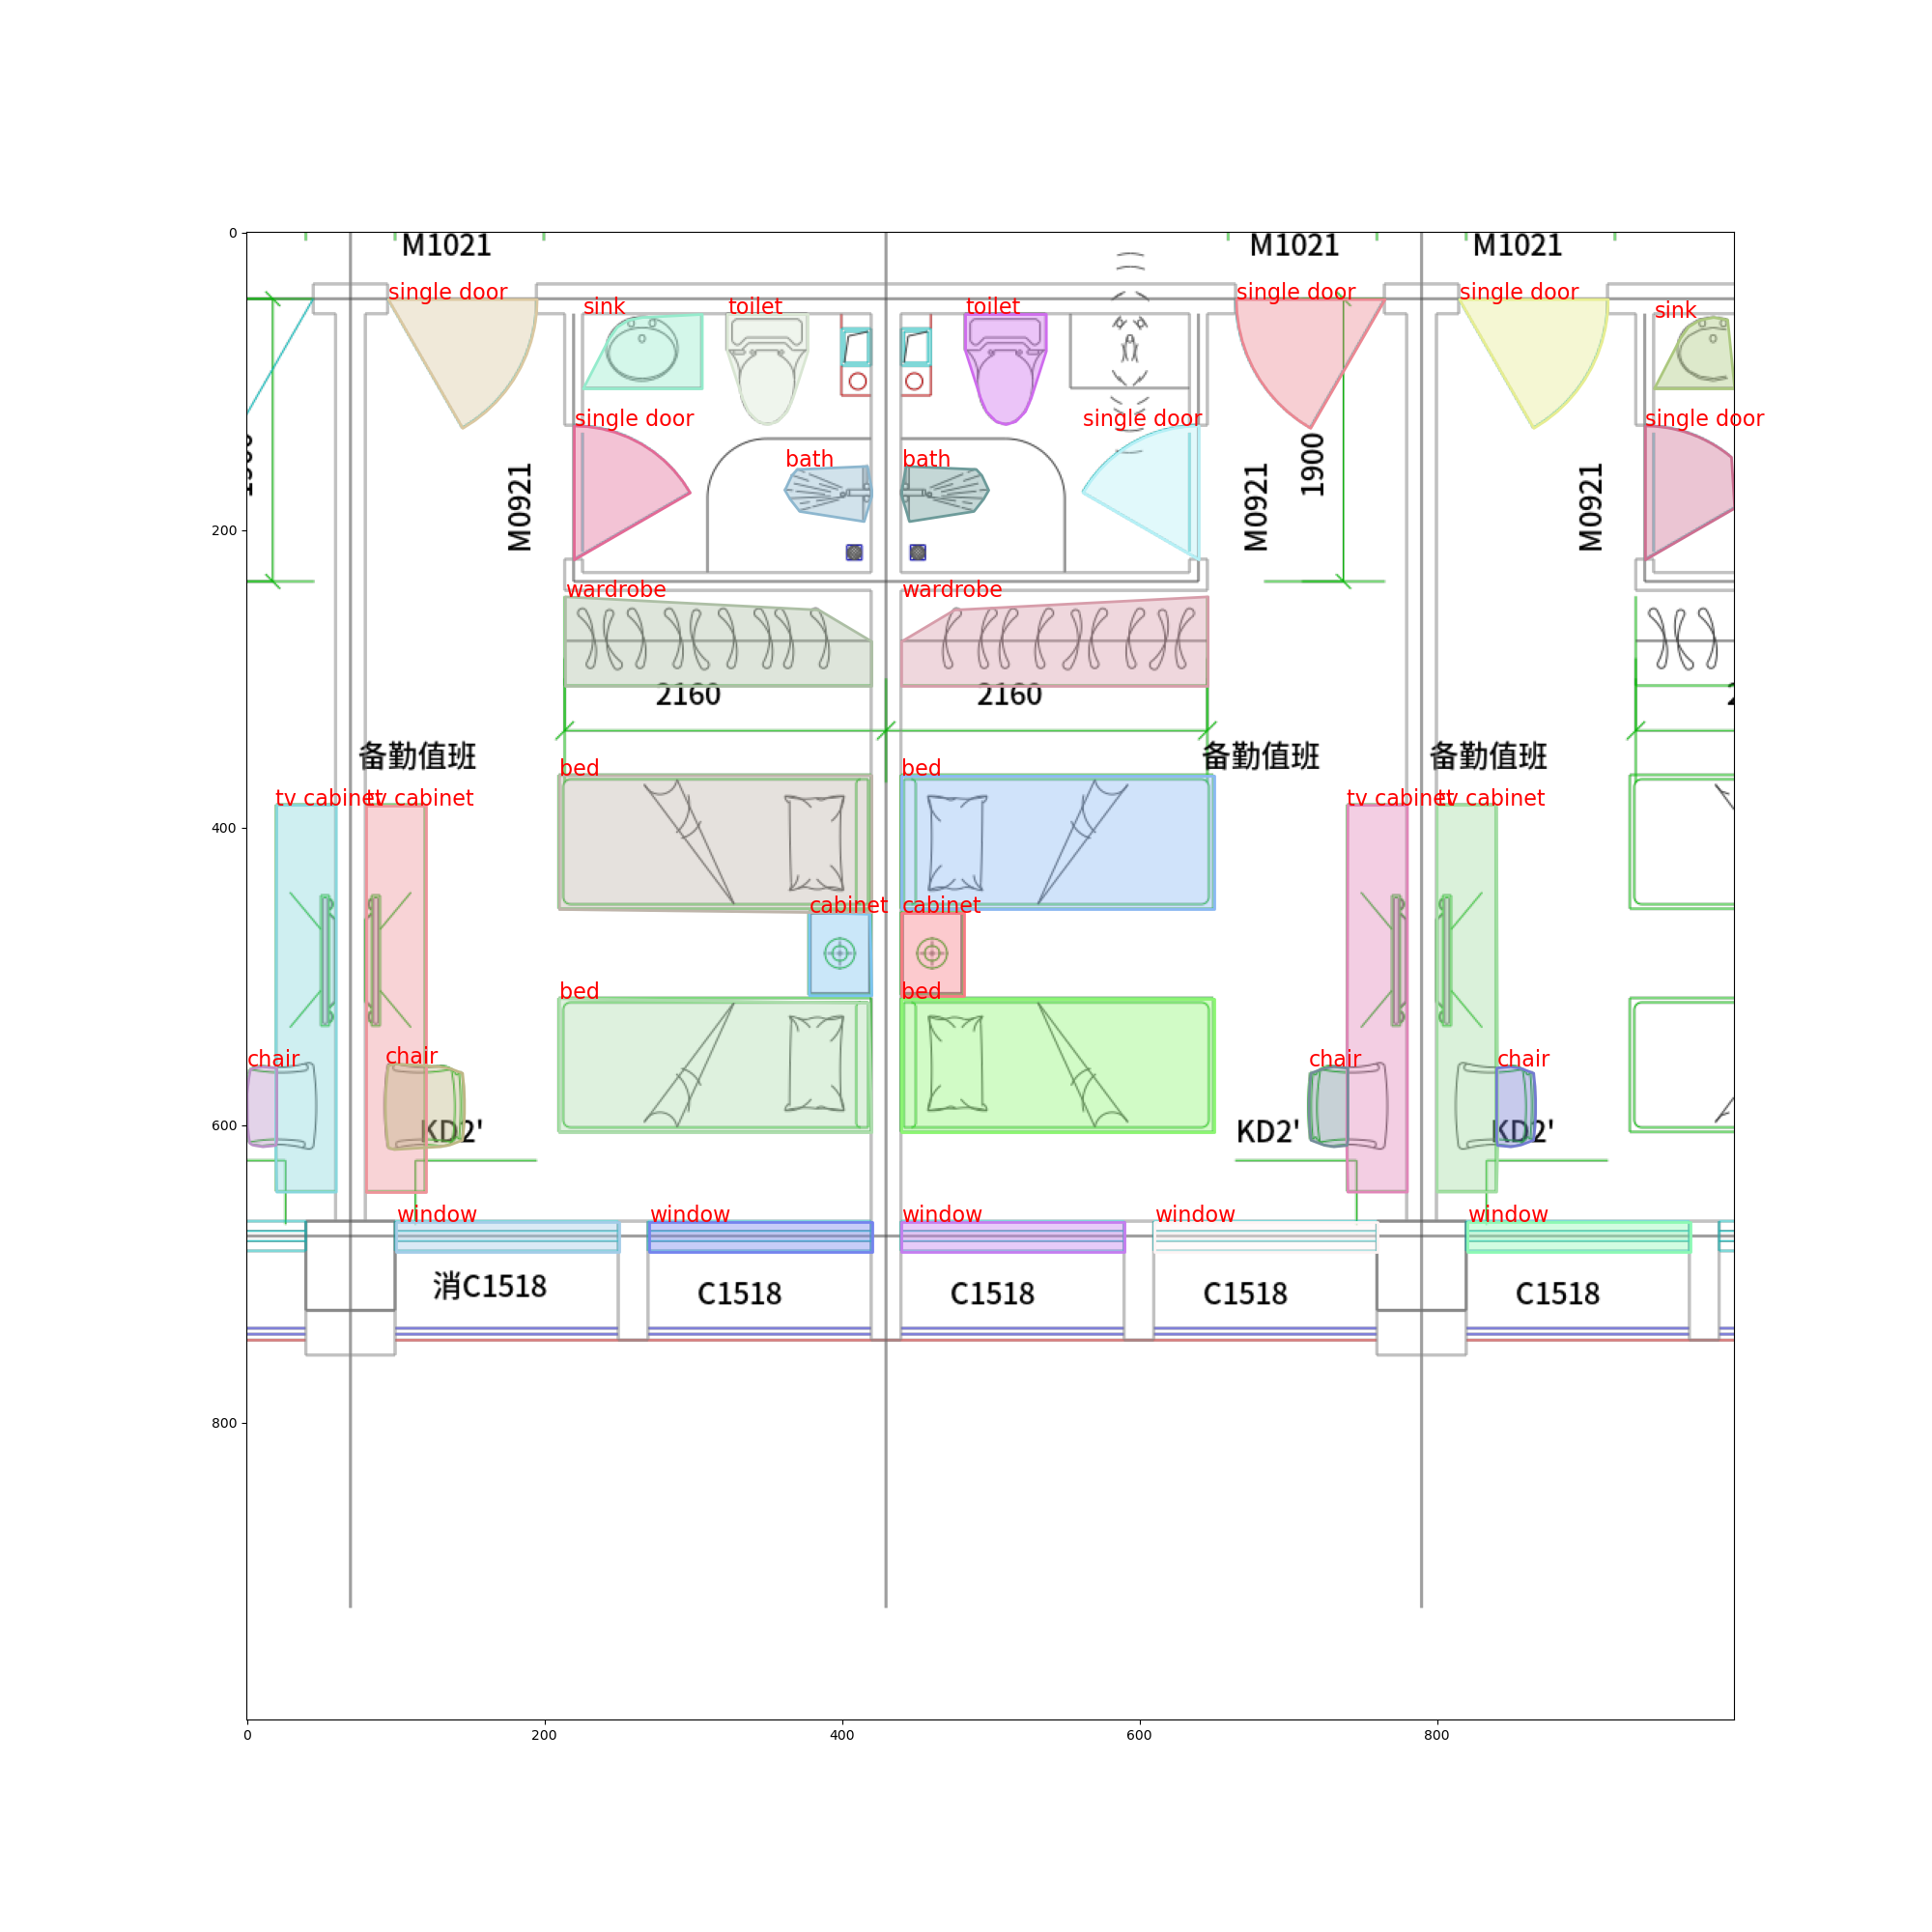 0
200
400
600
800
0
200
400
600
800
M1021
M1021
M1021
single door
single door
single door
sink
toilet
toilet
sink
single door
single door
single door
bath
bath
M0921
M0921
1900
M0921
wardrobe
wardrobe
2160
2160
备勤值班
备勤值班
备勤值班
bed
bed
tv cabinet
tv cabinet
tv cabinet
tv cabinet
cabinet
cabinet
bed
bed
chair
chair
chair
chair
KD2'
KD2'
KD2'
window
window
window
window
window
消C1518
C1518
C1518
C1518
C1518